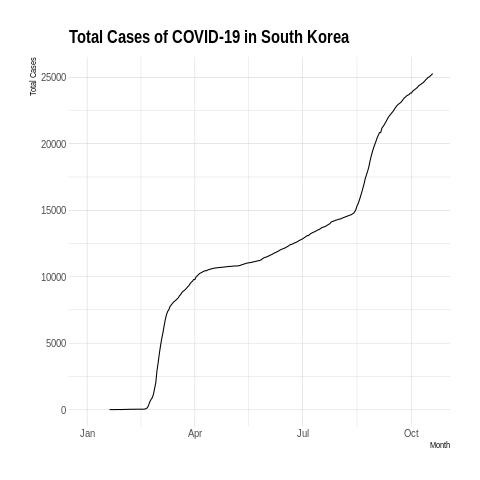 Total Cases of COVID-19 in South Korea
Total Cases
25000
20000
15000
10000
5000
0
Jan Apr Jul Oct
Month